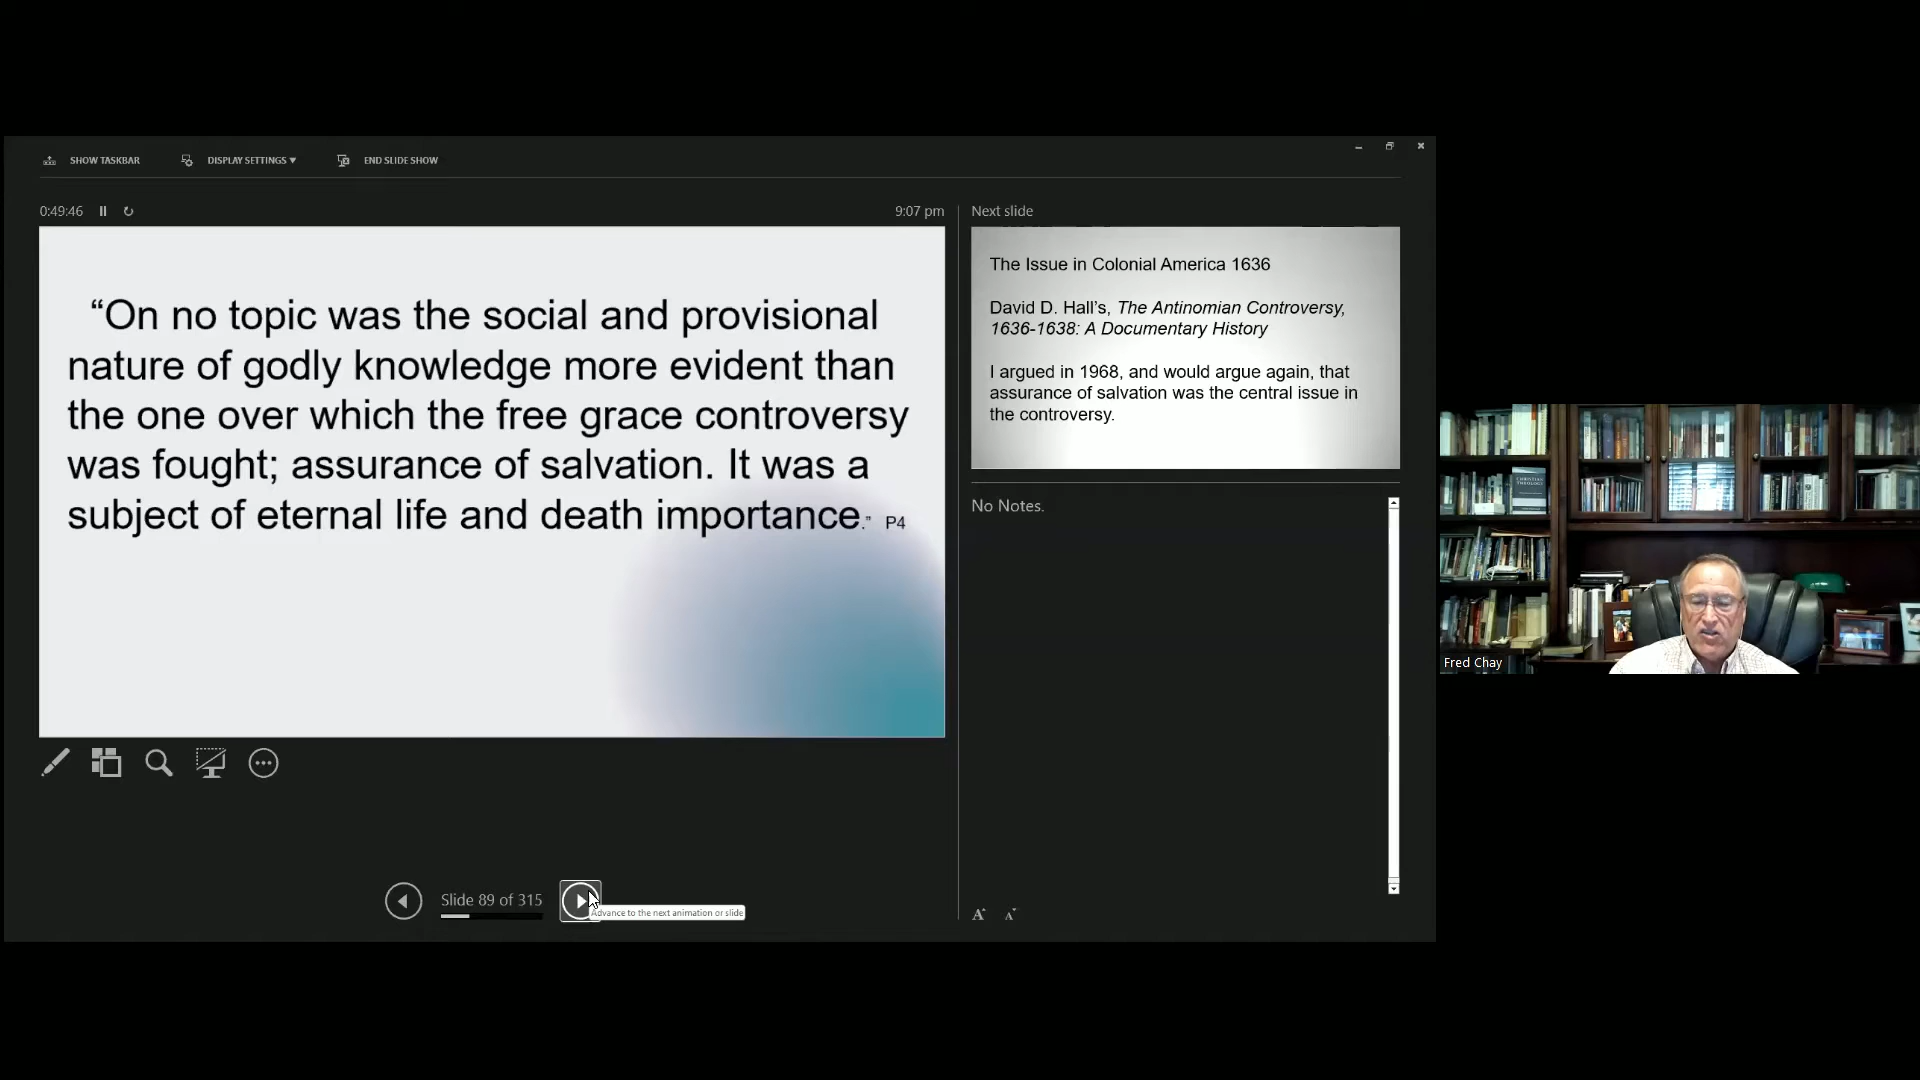 SHOW TASKBAR
DISPLAY SETTINGS ▾
END SLIDE SHOW
0:49:46
9:07 pm
“On no topic was the social and provisional
nature of godly knowledge more evident than
the one over which the free grace controversy
was fought; assurance of salvation. It was a
subject of eternal life and death importance.” P4
Slide 89 of 315
Advance to the next animation or slide
Next slide
The Issue in Colonial America 1636
David D. Hall’s, The Antinomian Controversy,
1636-1638: A Documentary History
I argued in 1968, and would argue again, that
assurance of salvation was the central issue in
the controversy.
No Notes.
A A
CHRISTIAN
THEOLOGY
Fred Chay